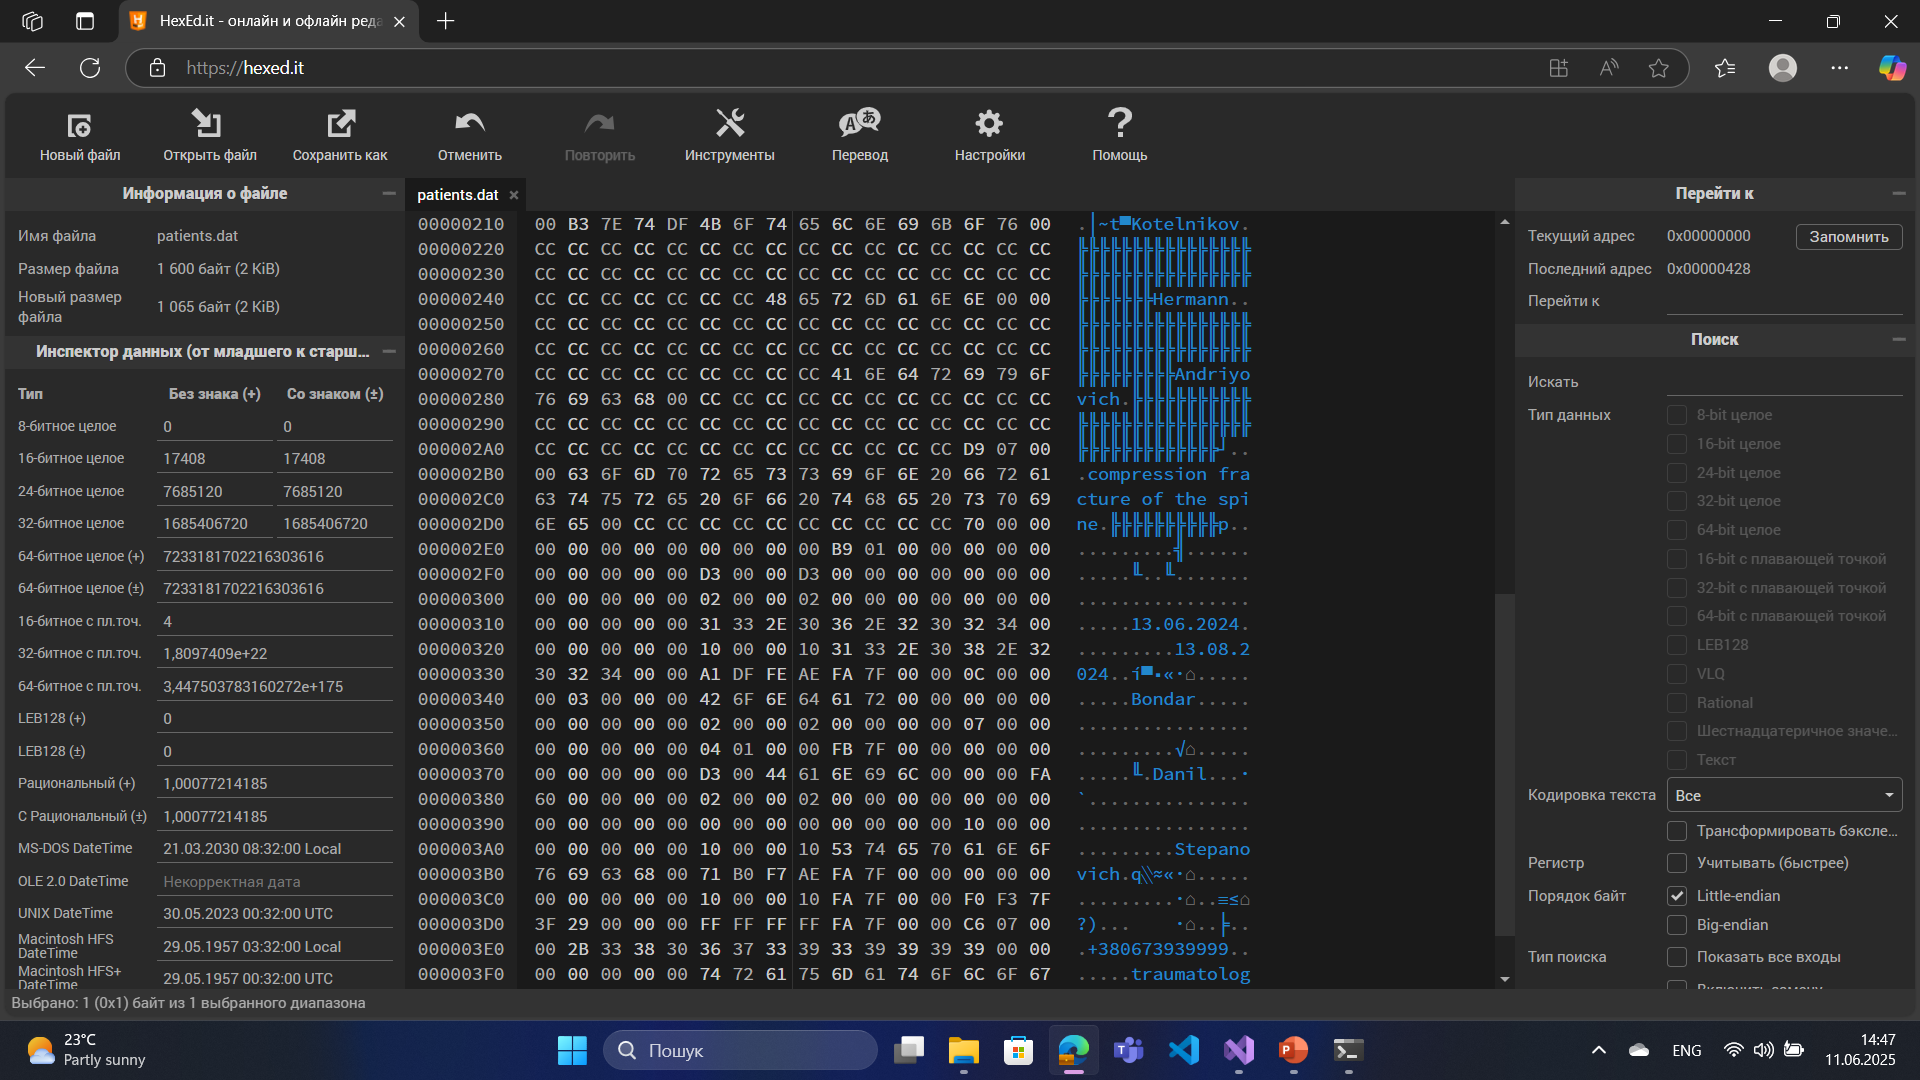 HexEd.it - онлайн и офлайн реда
https://hexed.it
Новый файл
Открыть файл
Сохранить как
Отменить
Повторить
Инструменты
Перевод
Настройки
Помощь
Информация о файле
Имя файла patients.dat
Размер файла 1 600 байт (2 KiB)
Новый размер файла 1 065 байт (2 KiB)
Инспектор данных (от младшего к старш...
Тип Без знака (+) Со знаком (±)
8-битное целое 0 0
16-битное целое 17408 17408
24-битное целое 7685120 7685120
32-битное целое 1685406720 1685406720
64-битное целое (+) 7233181702216303616
64-битное целое (±) 7233181702216303616
16-битное с пл.точ. 4
32-битное с пл.точ. 1,8097409e+22
64-битное с пл.точ. 3,447503783160272e+175
LEB128 (+) 0
LEB128 (±) 0
Рациональный (+) 1,00077214185
С Рациональный (±) 1,00077214185
MS-DOS DateTime 21.03.2030 08:32:00 Local
OLE 2.0 DateTime Некорректная дата
UNIX DateTime 30.05.2023 00:32:00 UTC
Macintosh HFS DateTime 29.05.1957 03:32:00 Local
Macintosh HFS+ DateTime 29.05.1957 00:32:00 UTC
patients.dat
00000210 00 B3 7E 74 DF 4B 6F 74 65 6C 6E 69 6B 6F 76 00 .│~t▀Kotelnikov.
00000220 CC CC CC CC CC CC CC CC CC CC CC CC CC CC CC CC ╠╠╠╠╠╠╠╠╠╠╠╠╠╠╠╠
00000230 CC CC CC CC CC CC CC CC CC CC CC CC CC CC CC CC ╠╠╠╠╠╠╠╠╠╠╠╠╠╠╠╠
00000240 CC CC CC CC CC CC CC 48 65 72 6D 61 6E 6E 00 00 ╠╠╠╠╠╠╠Hermann..
00000250 CC CC CC CC CC CC CC CC CC CC CC CC CC CC CC CC ╠╠╠╠╠╠╠╠╠╠╠╠╠╠╠╠
00000260 CC CC CC CC CC CC CC CC CC CC CC CC CC CC CC CC ╠╠╠╠╠╠╠╠╠╠╠╠╠╠╠╠
00000270 CC CC CC CC CC CC CC CC CC 41 6E 64 72 69 79 6F ╠╠╠╠╠╠╠╠╠Andriyo
00000280 76 69 63 68 00 CC CC CC CC CC CC CC CC CC CC CC vich.╠╠╠╠╠╠╠╠╠╠╠
00000290 CC CC CC CC CC CC CC CC CC CC CC CC CC CC CC CC ╠╠╠╠╠╠╠╠╠╠╠╠╠╠╠╠
000002A0 CC CC CC CC CC CC CC CC CC CC CC CC CC D9 07 00 ╠╠╠╠╠╠╠╠╠╠╠╠╠┘..
000002B0 00 63 6F 6D 70 72 65 73 73 69 6F 6E 20 66 72 61 .compression fra
000002C0 63 74 75 72 65 20 6F 66 20 74 68 65 20 73 70 69 cture of the spi
000002D0 6E 65 00 CC CC CC CC CC CC CC CC CC CC 70 00 00 ne.╠╠╠╠╠╠╠╠╠╠p..
000002E0 00 00 00 00 00 00 00 00 00 B9 01 00 00 00 00 00 .........╣......
000002F0 00 00 00 00 00 D3 00 00 D3 00 00 00 00 00 00 00 .....╙..╙.......
00000300 00 00 00 00 00 02 00 00 02 00 00 00 00 00 00 00 ................
00000310 00 00 00 00 00 31 33 2E 30 36 2E 32 30 32 34 00 .....13.06.2024.
00000320 00 00 00 00 00 10 00 00 10 31 33 2E 30 38 2E 32 .........13.08.2
00000330 30 32 34 00 00 A1 DF FE AE FA 7F 00 00 0C 00 00 024..í▀■«·⌂.....
00000340 00 03 00 00 00 42 6F 6E 64 61 72 00 00 00 00 00 .....Bondar.....
00000350 00 00 00 00 00 02 00 00 02 00 00 00 00 07 00 00 ................
00000360 00 00 00 00 00 04 01 00 00 FB 7F 00 00 00 00 00 .........√⌂.....
00000370 00 00 00 00 00 D3 00 44 61 6E 69 6C 00 00 00 FA .....╙.Danil...·
00000380 60 00 00 00 00 02 00 00 02 00 00 00 00 00 00 00 `...............
00000390 00 00 00 00 00 00 00 00 00 00 00 00 00 10 00 00 ................
000003A0 00 00 00 00 00 10 00 00 10 53 74 65 70 61 6E 6F .........Stepano
000003B0 76 69 63 68 00 71 B0 F7 AE FA 7F 00 00 00 00 00 vich.q░≈«·⌂.....
000003C0 00 00 00 00 00 10 00 00 10 FA 7F 00 00 F0 F3 7F .........·⌂..≡≤⌂
000003D0 3F 29 00 00 00 FF FF FF FF FA 7F 00 00 C6 07 00 ?)...    ·⌂..╞..
000003E0 00 2B 33 38 30 36 37 33 39 33 39 39 39 39 00 00 .+380673939999..
000003F0 00 00 00 00 00 74 72 61 75 6D 61 74 6F 6C 6F 67 .....traumatolog
Перейти к
Текущий адрес 0x00000000 Запомнить
Последний адрес 0x00000428
Перейти к
Поиск
Искать
Тип данных 8-bit целое
16-bit целое
24-bit целое
32-bit целое
64-bit целое
16-bit с плавающей точкой
32-bit с плавающей точкой
64-bit с плавающей точкой
LEB128
VLQ
Rational
Шестнадцатеричное значе...
Текст
Кодировка текста Все
Трансформировать бэксле...
Регистр Учитывать (быстрее)
Порядок байт Little-endian
Big-endian
Тип поиска Показать все входы
Выбрано: 1 (0x1) байт из 1 выбранного диапазона
23°C
Partly sunny
Пошук
ENG
14:47
11.06.2025